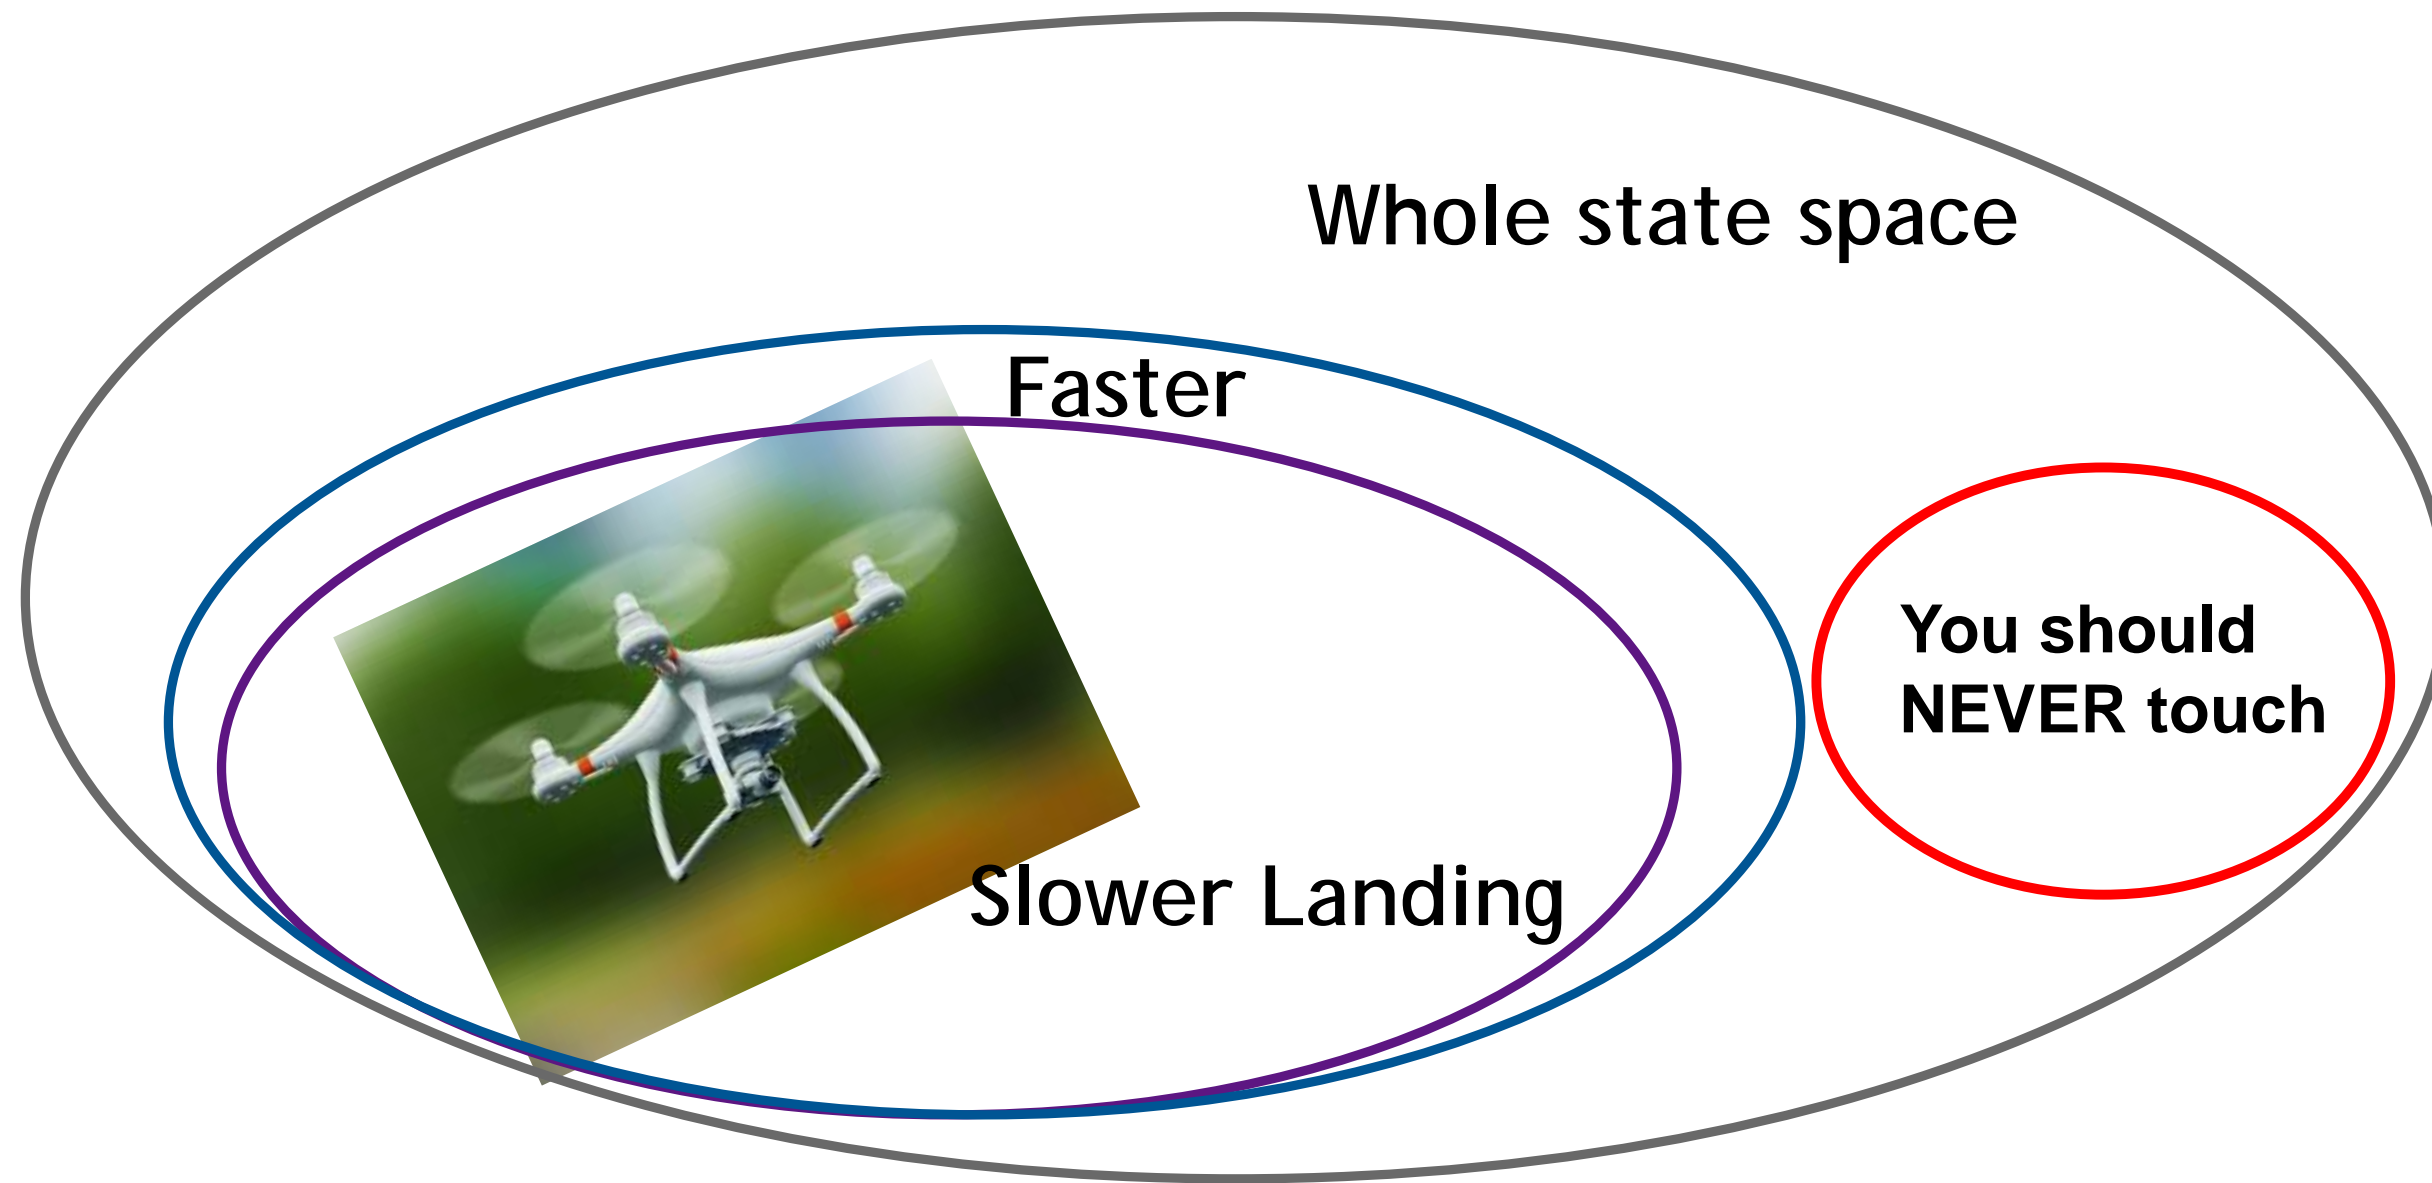 Whole state space
Faster
You should
NEVER touch
Slower Landing